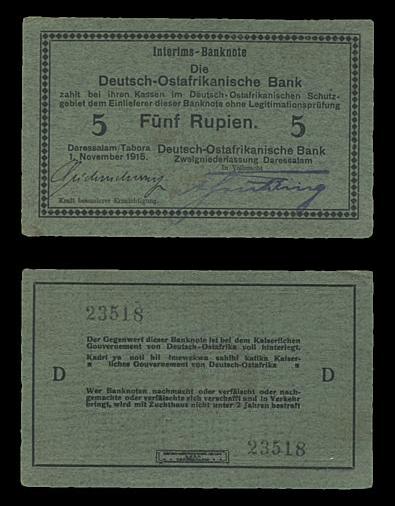 Interims-Banknote
Die
Deutsch-Ostafrikanische Bank
zahlt bei ihren Kassen im Deutsch-Ostafrikanischen Schutz-
gebiet dem Einlieferer dieser Banknote ohne Legitimationsprüfung
5 Fünf Rupien. 5
Daressalam/Tabora
1. November 1915.
Deutsch-Ostafrikanische Bank
Zweigniederlassung Daressalam
In Vollmacht
Kraft besonderer Ermächtigung.
23518
Der Gegenwert dieser Banknote ist bei dem Kaiserlichen
Gouvernement von Deutsch-Ostafrika voll hinterlegt.
Kadri ya noti hii imewekwa sahihi katika Kaiser-
liches Gouvernement von Deutsch-Ostafrika
D D
Wer Banknoten nachmacht oder verfälscht oder nach-
gemachte oder verfälschte sich verschafft und in Verkehr
bringt, wird mit Zuchthaus nicht unter 2 Jahren bestraft
23518